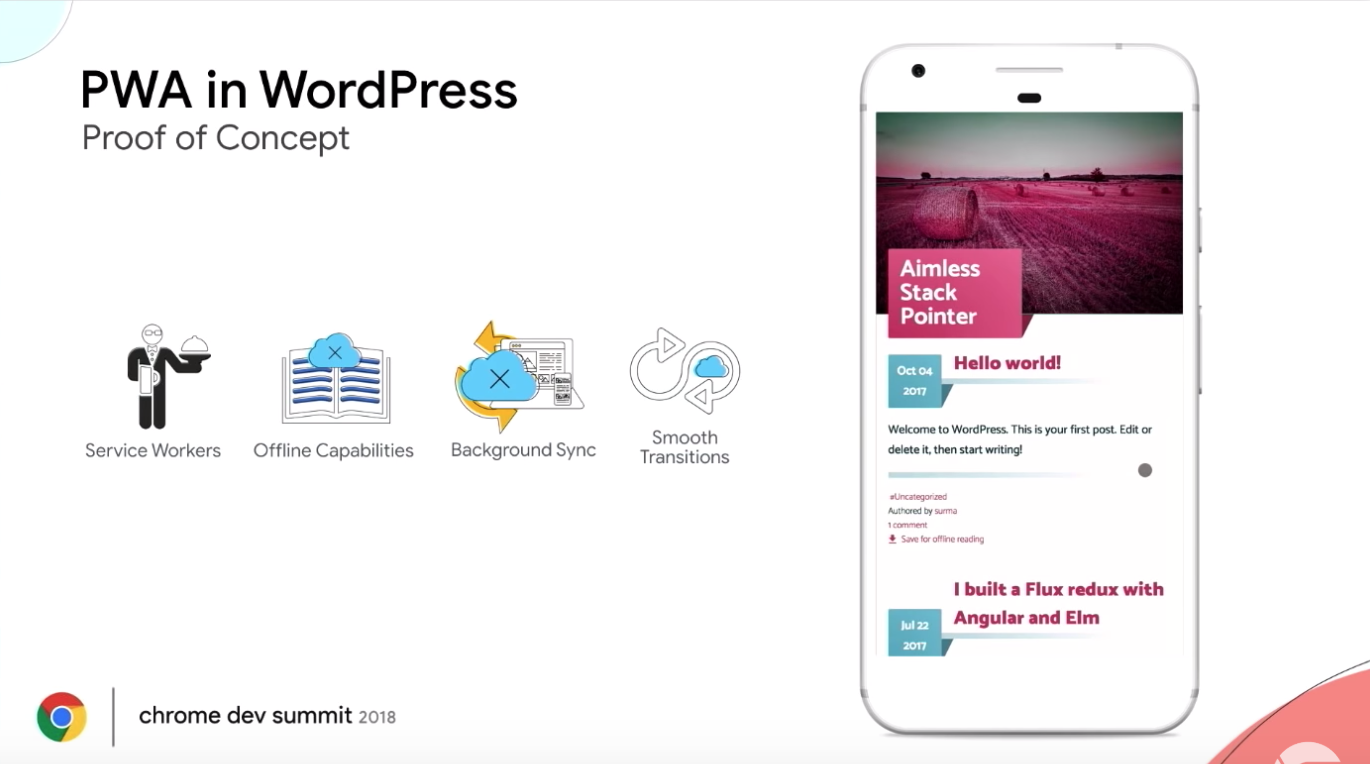 PWA in WordPress
Proof of Concept
Service Workers
Offline Capabilities
Background Sync
Smooth
Transitions
Aimless
Stack
Pointer
Oct 04
2017
Hello world!
Welcome to WordPress. This is your first post. Edit or
delete it, then start writing!
#Uncategorized
Authored by surma
1 comment
Save for offline reading
I built a Flux redux with
Angular and Elm
Jul 22
2017
chrome dev summit 2018